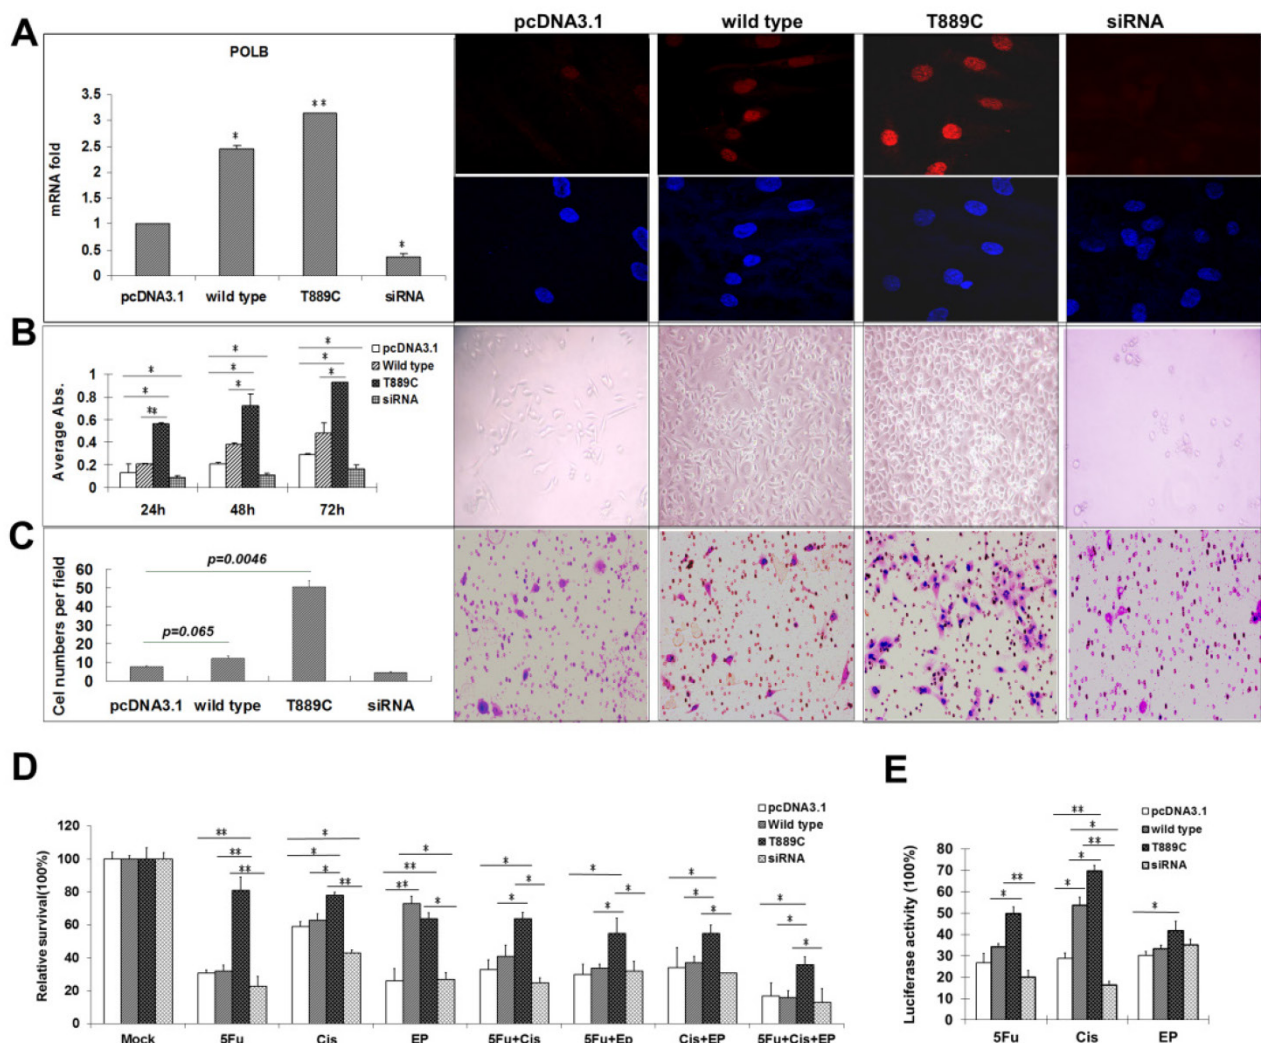 pcDNA3.1 wild type T889C siRNA
A
POLB
mRNA fold
3.5
3
2.5
2
1.5
1
0.5
0
*
**
*
pcDNA3.1 wild type T889C siRNA
B
Average Abs.
1
0.8
0.6
0.4
0.2
0
* * *
* * *
** * *
pcDNA3.1
Wild type
T889C
siRNA
24h 48h 72h
C
Cel numbers per field
60
50
40
30
20
10
0
p=0.0046
p=0.065
pcDNA3.1 wild type T889C siRNA
D
Relative survival(100%)
120
100
80
60
40
20
0
pcDNA3.1
Wild type
T889C
siRNA
** ** **
* * * **
* ** ** *
* * *
* * *
* * *
* * *
Mock 5Fu Cis EP 5Fu+Cis 5Fu+Ep Cis+EP 5Fu+Cis+EP
E
Luciferase activity (100%)
80
70
60
50
40
30
20
10
0
pcDNA3.1
wild type
T889C
siRNA
** *
** * ** * *
*
5Fu Cis EP